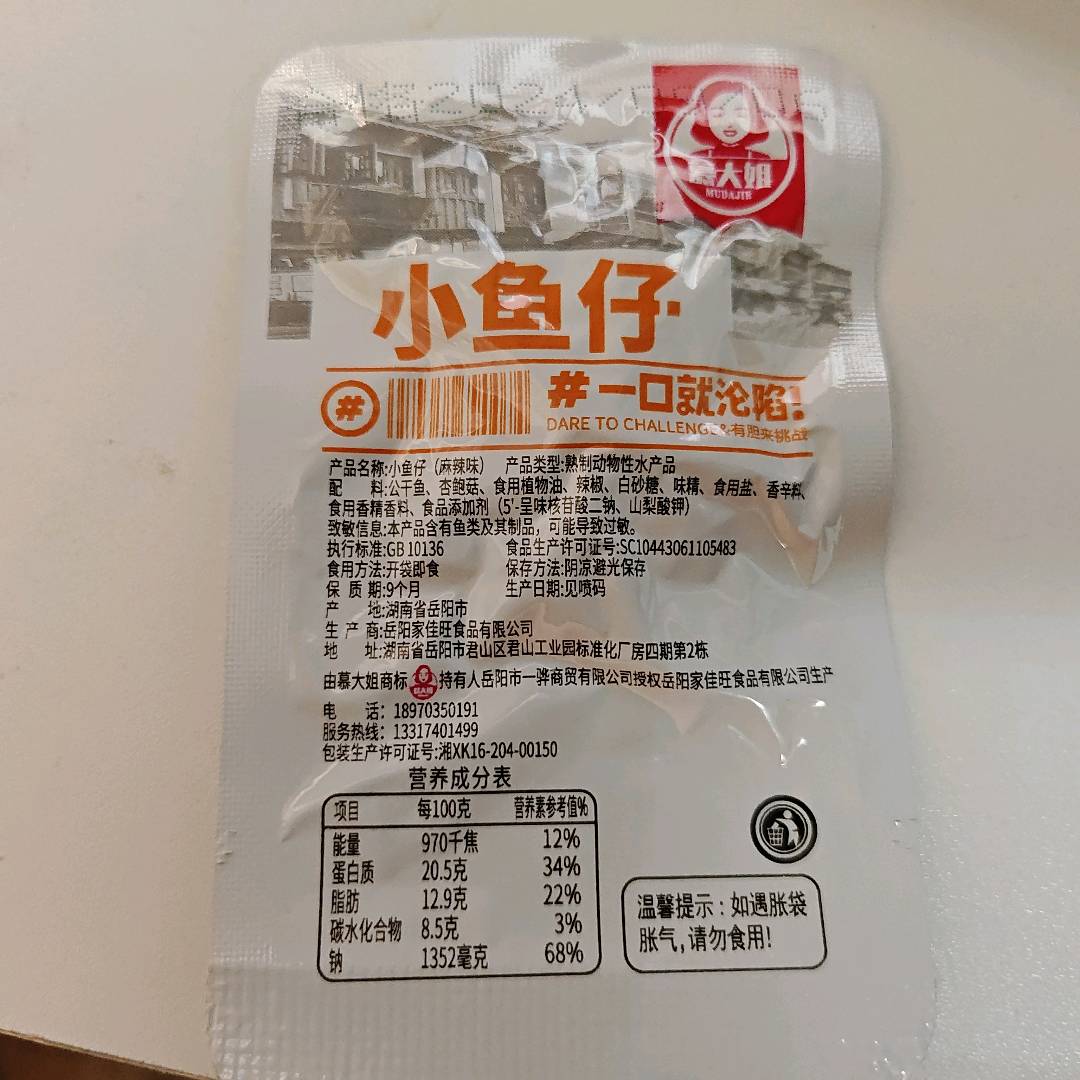 慕大姐
MUDAJIE
小鱼仔
# #一口就沦陷!
DARE TO CHALLENGE&有胆来挑战
产品名称:小鱼仔（麻辣味） 产品类型:熟制动物性水产品
配 料:公干鱼、杏鲍菇、食用植物油、辣椒、白砂糖、味精、食用盐、香辛料、
食用香精香料、食品添加剂（5'-呈味核苷酸二钠、山梨酸钾）
致敏信息:本产品含有鱼类及其制品，可能导致过敏。
执行标准:GB 10136 食品生产许可证号:SC10443061105483
食用方法:开袋即食 保存方法:阴凉避光保存
保 质 期:9个月 生产日期:见喷码
产 地:湖南省岳阳市
生 产 商:岳阳家佳旺食品有限公司
地 址:湖南省岳阳市君山区君山工业园标准化厂房四期第2栋
由慕大姐商标 持有人岳阳市一骅商贸有限公司授权岳阳家佳旺食品有限公司生产
电 话：18970350191
服务热线：13317401499
包装生产许可证号:湘XK16-204-00150
营养成分表
项目 每100克 营养素参考值%
能量 970千焦 12%
蛋白质 20.5克 34%
脂肪 12.9克 22%
碳水化合物 8.5克 3%
钠 1352毫克 68%
温馨提示：如遇胀袋
胀气,请勿食用!